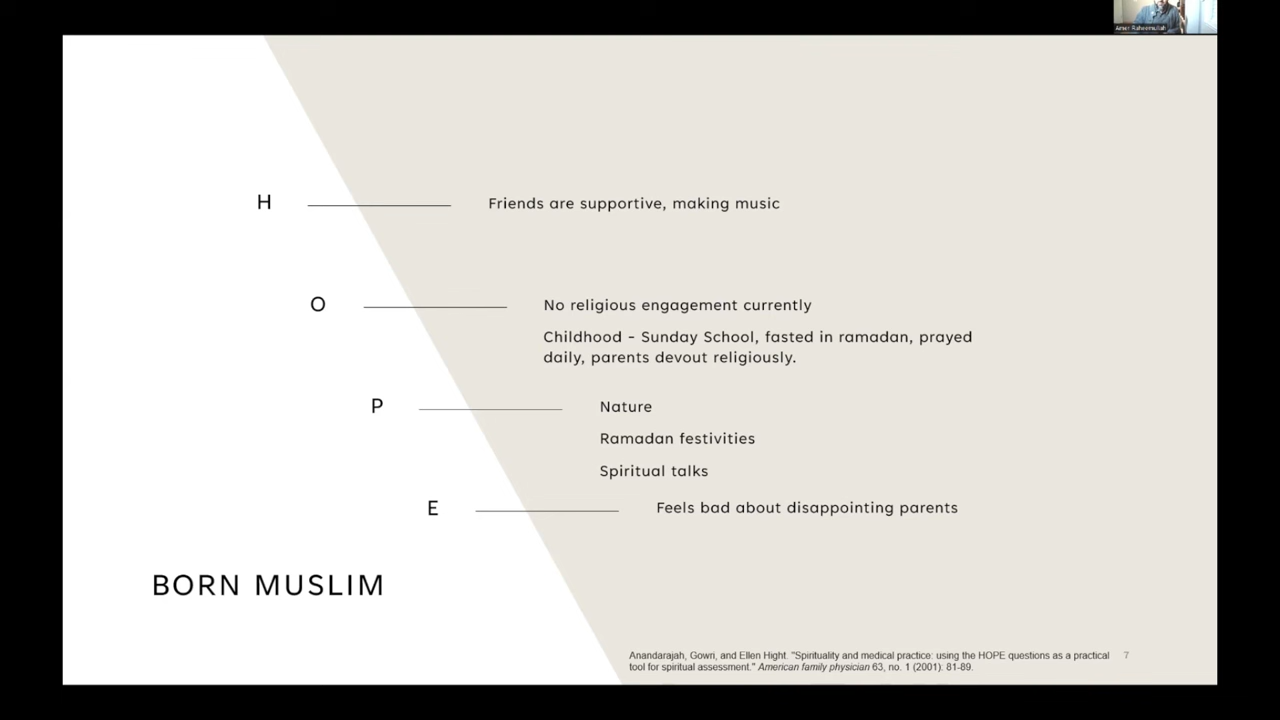 Amer Raheemullah
H
Friends are supportive, making music
O
No religious engagement currently
Childhood - Sunday School, fasted in ramadan, prayed
daily, parents devout religiously.
P
Nature
Ramadan festivities
Spiritual talks
E
Feels bad about disappointing parents
BORN MUSLIM
Anandarajah, Gowri, and Ellen Hight. "Spirituality and medical practice: using the HOPE questions as a practical
tool for spiritual assessment." American family physician 63, no. 1 (2001): 81-89.
7